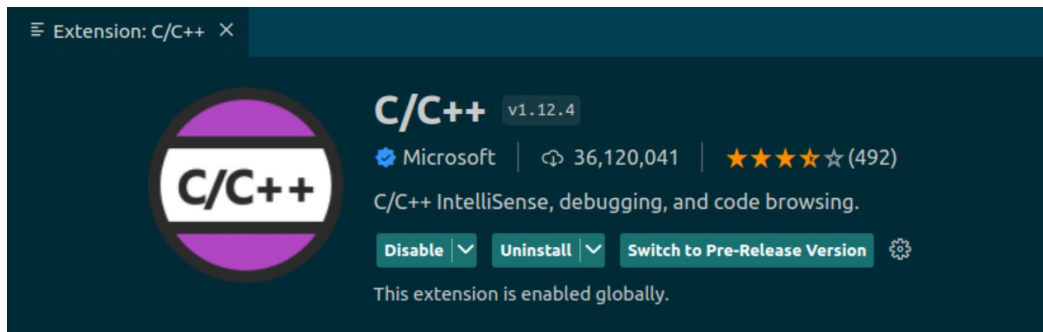 Extension: C/C++
C/C++
C/C++ v1.12.4
Microsoft 36,120,041 (492)
C/C++ IntelliSense, debugging, and code browsing.
Disable Uninstall Switch to Pre-Release Version
This extension is enabled globally.